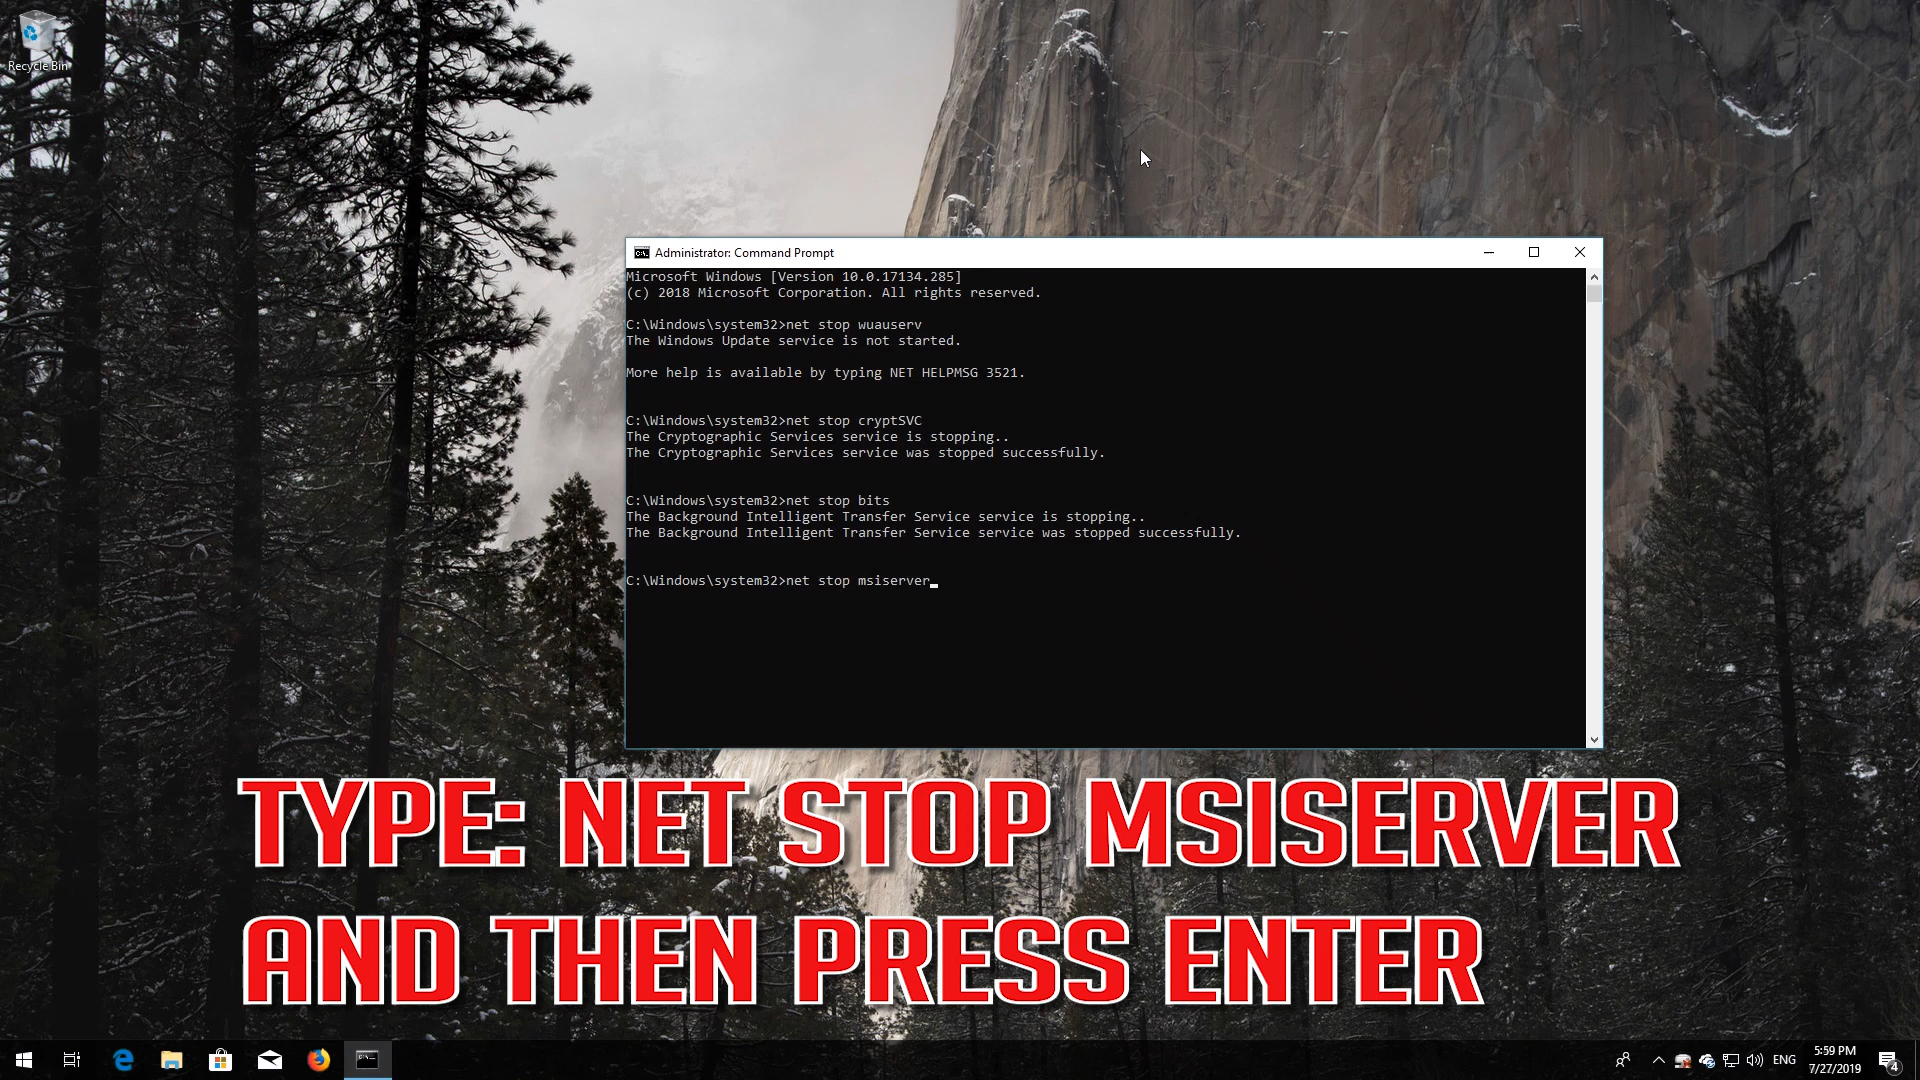 Recycle Bin
Administrator: Command Prompt
Microsoft Windows [Version 10.0.17134.285]
(c) 2018 Microsoft Corporation. All rights reserved.
C:\Windows\system32>net stop wuauserv
The Windows Update service is not started.
More help is available by typing NET HELPMSG 3521.
C:\Windows\system32>net stop cryptSVC
The Cryptographic Services service is stopping..
The Cryptographic Services service was stopped successfully.
C:\Windows\system32>net stop bits
The Background Intelligent Transfer Service service is stopping..
The Background Intelligent Transfer Service service was stopped successfully.
C:\Windows\system32>net stop msiserver
TYPE: NET STOP MSISERVER
AND THEN PRESS ENTER
ENG
5:59 PM
7/27/2019
4